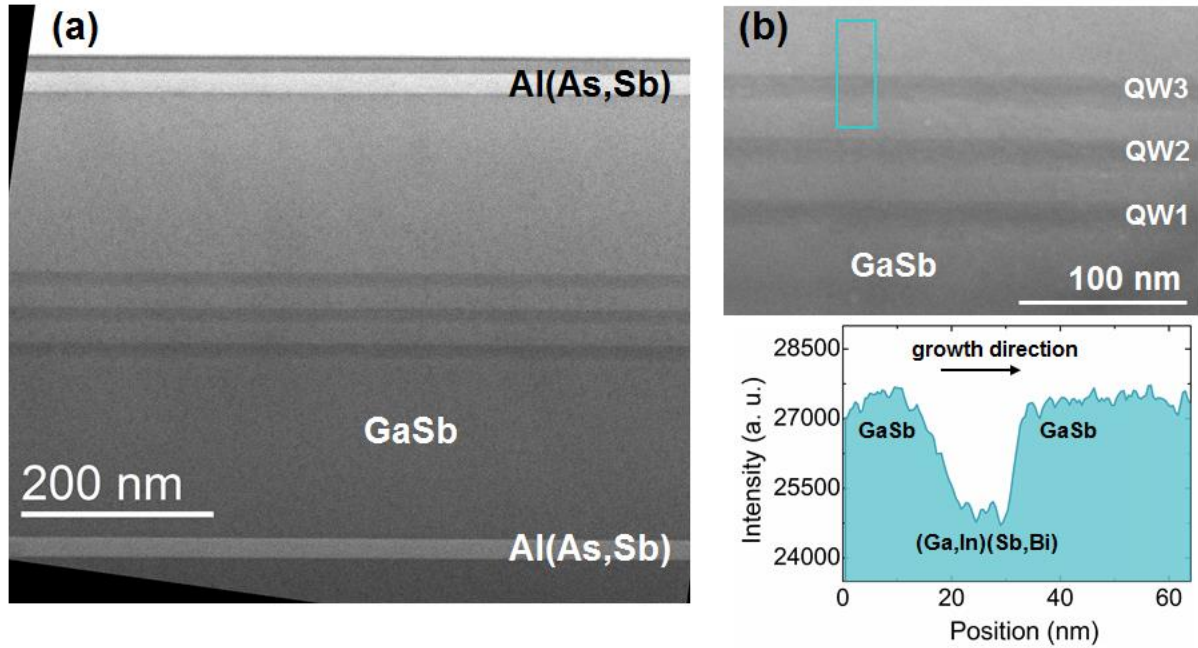 (a)
Al(As,Sb)
GaSb
200 nm
Al(As,Sb)
(b)
QW3
QW2
QW1
GaSb
100 nm
28500
27000
25500
24000
Intensity (a. u.)
growth direction
GaSb
GaSb
(Ga,In)(Sb,Bi)
0
20
40
60
Position (nm)